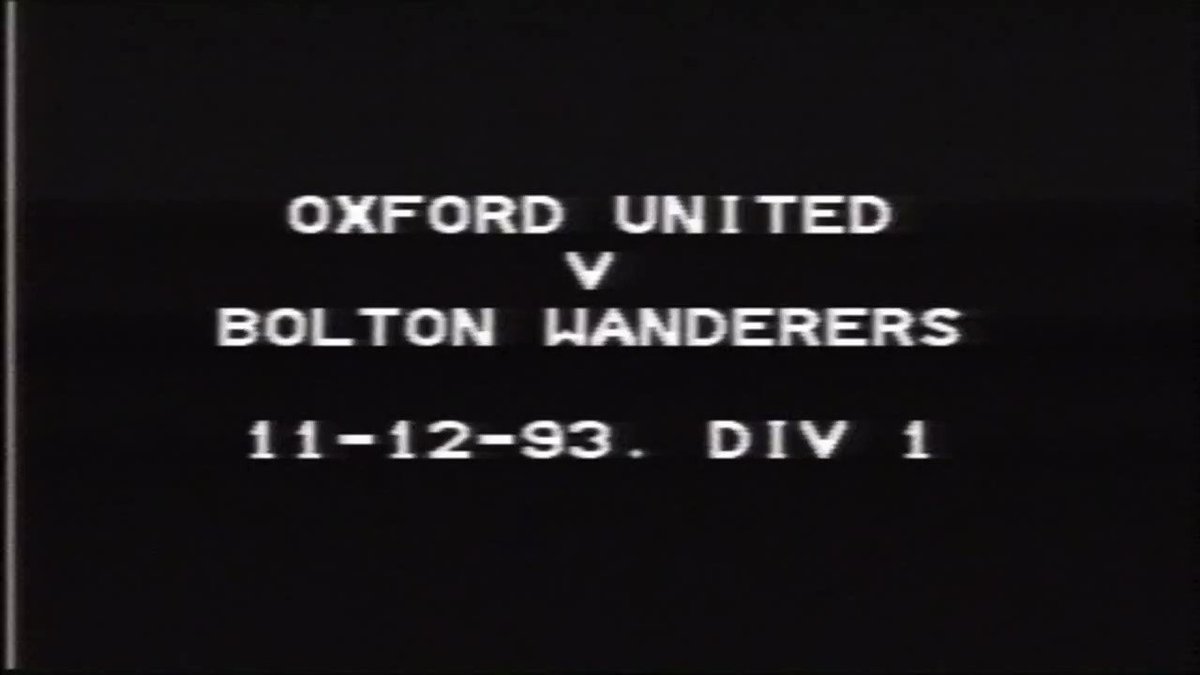 OXFORD UNITED
V
BOLTON WANDERERS
11-12-93. DIV 1